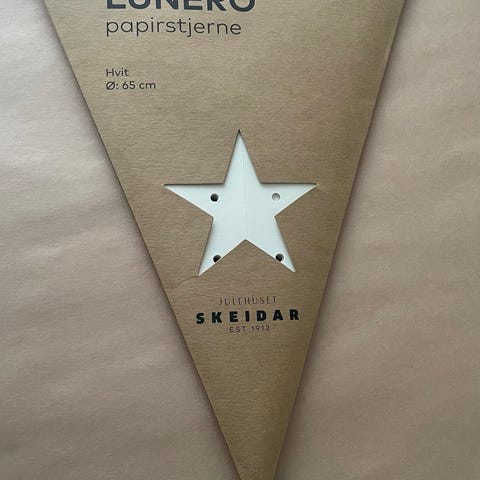 LUNERO
papirstjerne
Hvit
Ø: 65 cm
JULEHUSET
SKEIDAR
EST 1912